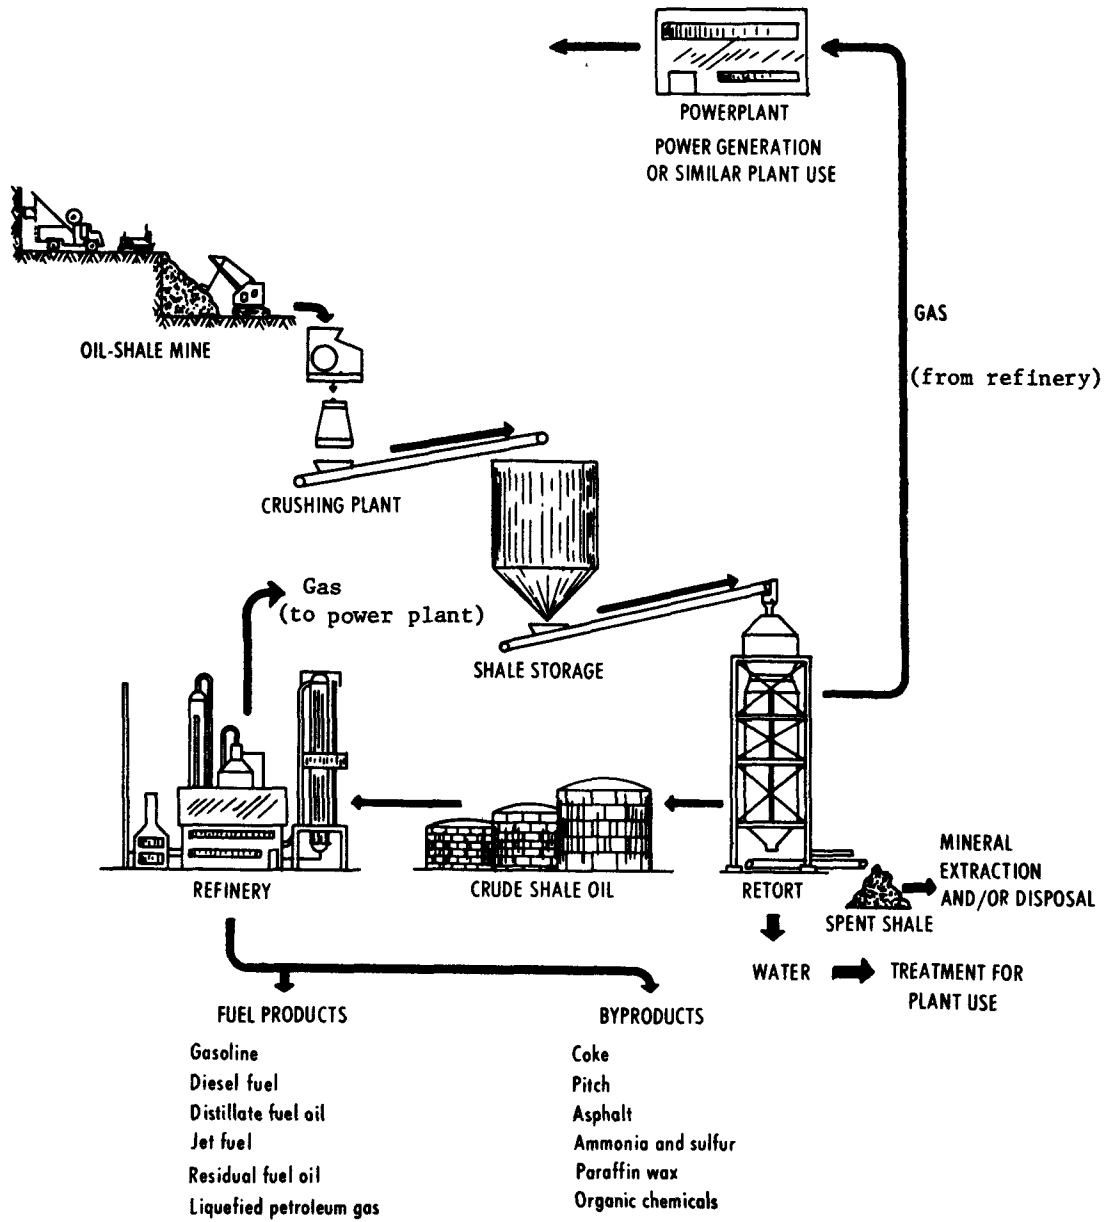 POWERPLANT
POWER GENERATION
OR SIMILAR PLANT USE
GAS
(from refinery)
OIL-SHALE MINE
CRUSHING PLANT
Gas
(to power plant)
SHALE STORAGE
REFINERY
CRUDE SHALE OIL
RETORT
MINERAL
EXTRACTION
AND/OR DISPOSAL
SPENT SHALE
WATER
TREATMENT FOR
PLANT USE
FUEL PRODUCTS
Gasoline
Diesel fuel
Distillate fuel oil
Jet fuel
Residual fuel oil
Liquefied petroleum gas
BYPRODUCTS
Coke
Pitch
Asphalt
Ammonia and sulfur
Paraffin wax
Organic chemicals